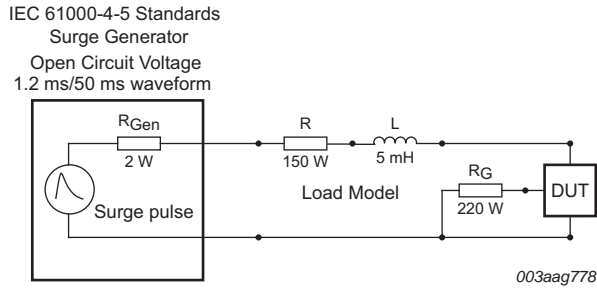 IEC 61000-4-5 Standards
Surge Generator
Open Circuit Voltage
1.2 ms/50 ms waveform
RGen
2 W
R
150 W
L
5 mH
RG
220 W
DUT
Surge pulse
Load Model
003aag778